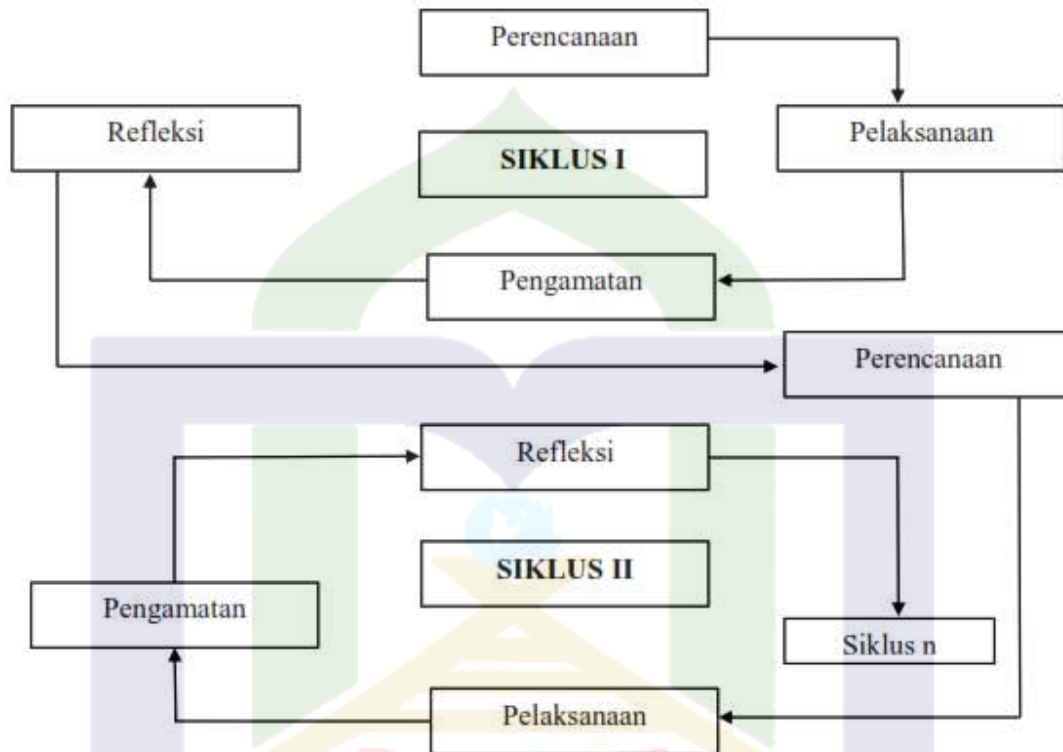 Perencanaan
Refleksi
Pelaksanaan
SIKLUS I
Pengamatan
Perencanaan
Refleksi
SIKLUS II
Pengamatan
Siklus n
Pelaksanaan